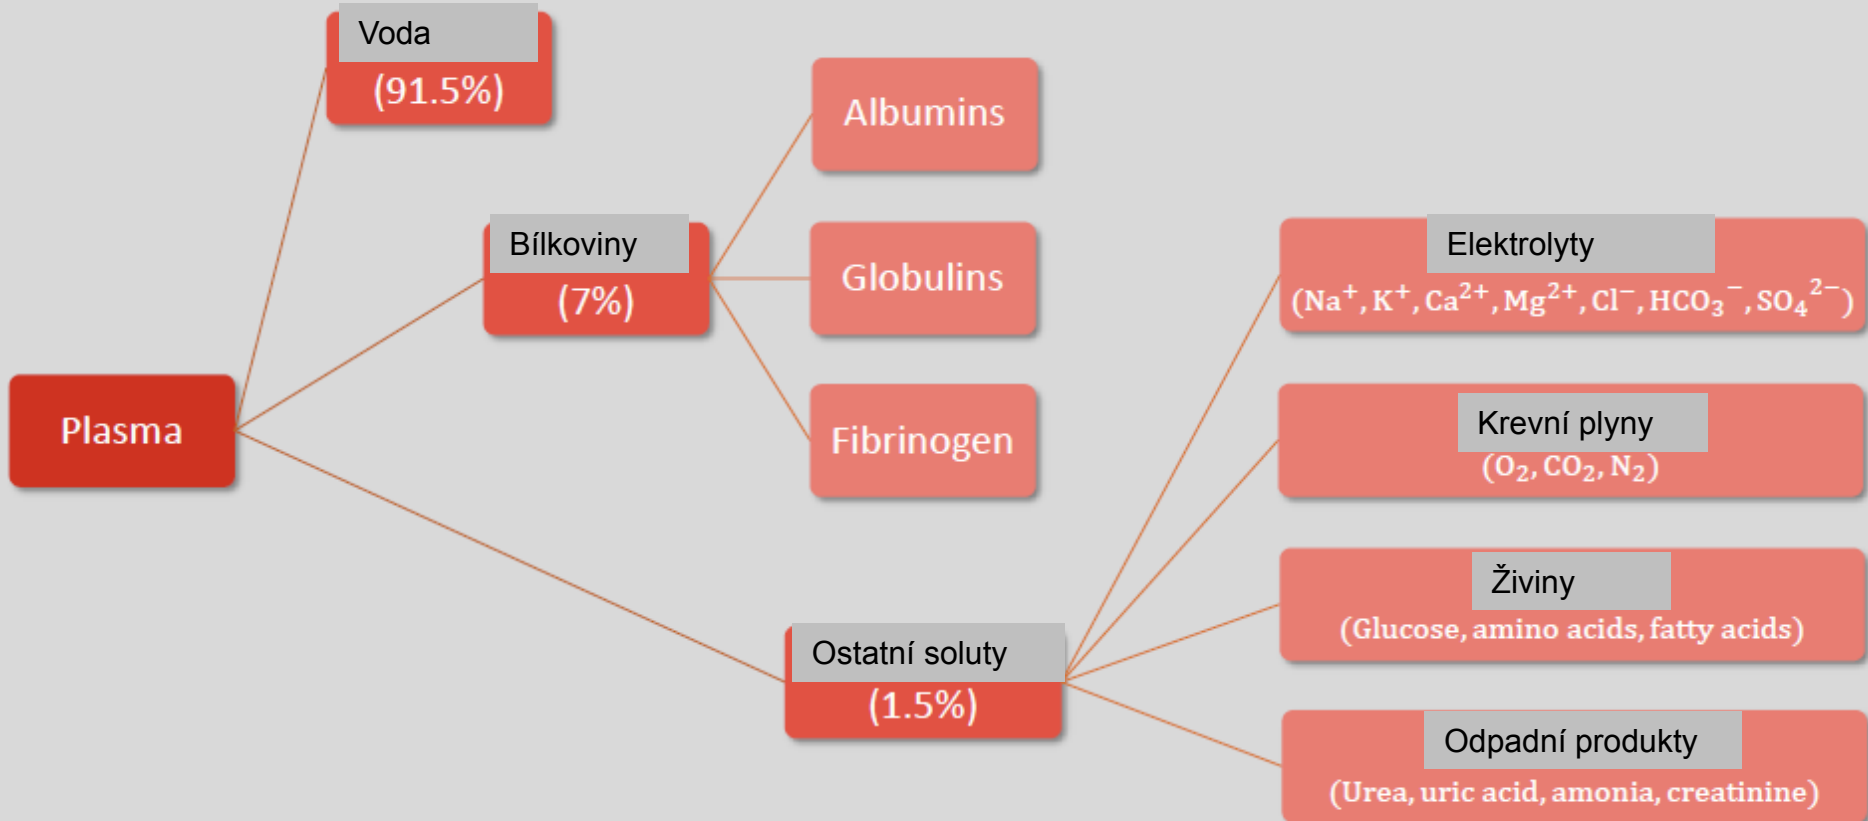 Voda
(91.5%)
Albumins
Bílkoviny
(7%)
Globulins
Elektrolyty
(Na⁺, K⁺, Ca²⁺, Mg²⁺, Cl⁻, HCO₃⁻, SO₄²⁻)
Plasma
Fibrinogen
Krevní plyny
(O₂, CO₂, N₂)
Živiny
(Glucose, amino acids, fatty acids)
Ostatní soluty
(1.5%)
Odpadní produkty
(Urea, uric acid, amonia, creatinine)